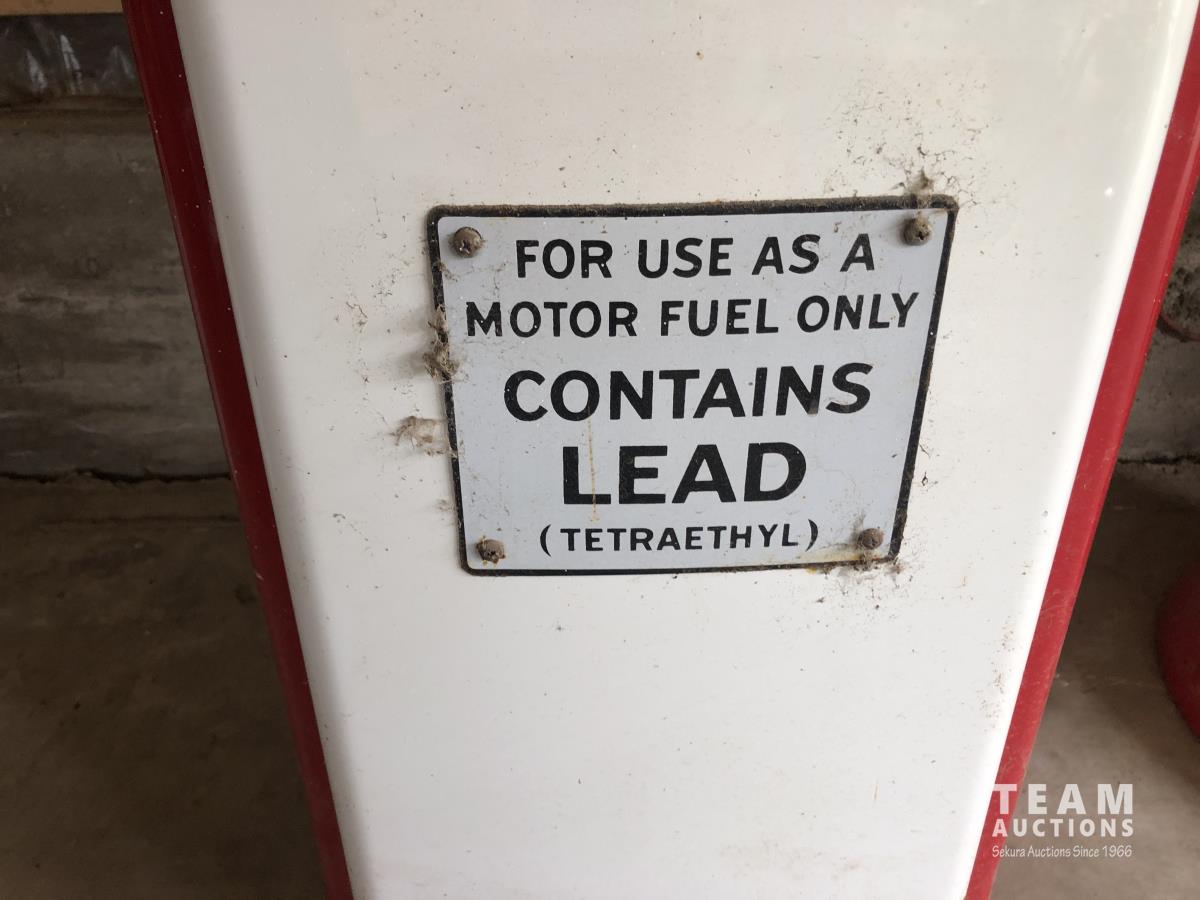 FOR USE AS A
MOTOR FUEL ONLY
CONTAINS
LEAD
(TETRAETHYL)
TEAM
AUCTIONS
Sekura Auctions Since 1966